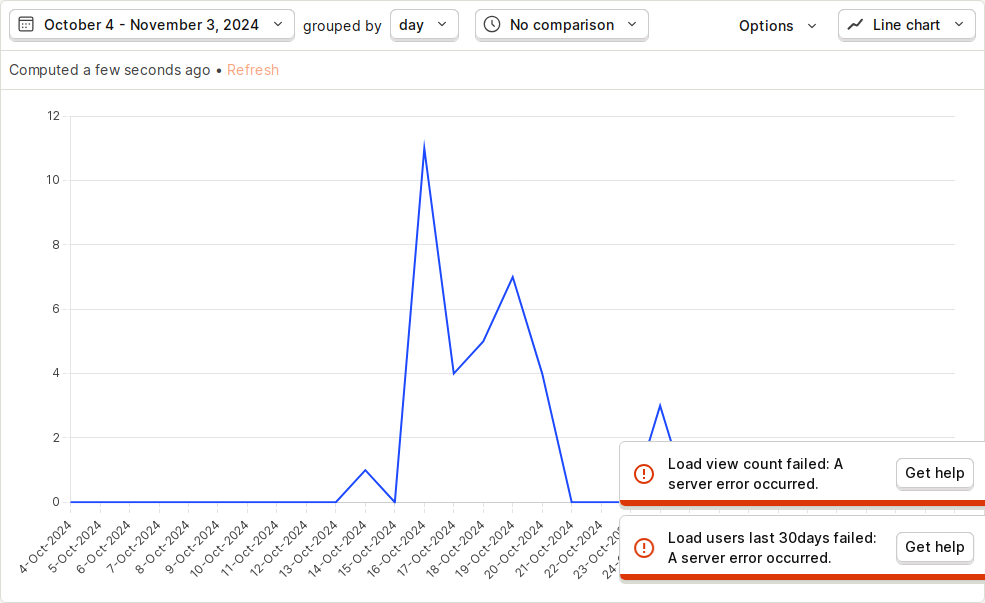 October 4 - November 3, 2024 grouped by day No comparison Options Line chart
Computed a few seconds ago • Refresh
12
10
8
6
4
2
0
4-Oct-2024
5-Oct-2024
6-Oct-2024
7-Oct-2024
8-Oct-2024
9-Oct-2024
10-Oct-2024
11-Oct-2024
12-Oct-2024
13-Oct-2024
14-Oct-2024
15-Oct-2024
16-Oct-2024
17-Oct-2024
18-Oct-2024
19-Oct-2024
20-Oct-2024
21-Oct-2024
22-Oct-2024
Load view count failed: A
server error occurred.
Get help
Load users last 30days failed:
A server error occurred.
Get help